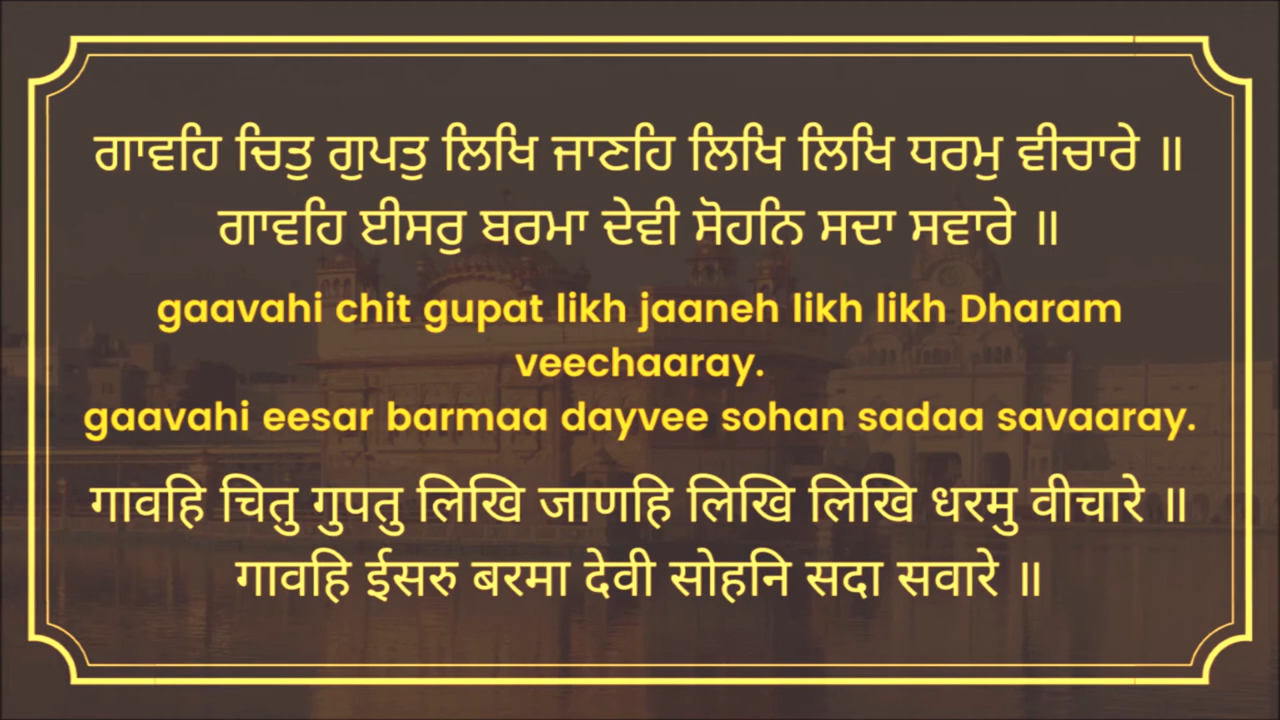 ਗਾਵਹਿ ਚਿਤੁ ਗੁਪਤੁ ਲਿਖਿ ਜਾਣਹਿ ਲਿਖਿ ਲਿਖਿ ਧਰਮੁ ਵੀਚਾਰੇ ॥
ਗਾਵਹਿ ਈਸਰੁ ਬਰਮਾ ਦੇਵੀ ਸੋਹਨਿ ਸਦਾ ਸਵਾਰੇ ॥
gaavahi chit gupat likh jaaneh likh likh Dharam
veechaaray.
gaavahi eesar barmaa dayvee sohan sadaa savaaray.
गावहि चितु गुपतु लिखि जाणहि लिखि लिखि धरमु वीचारे ॥
गावहि ईसरु बरमा देवी सोहनि सदा सवारे ॥